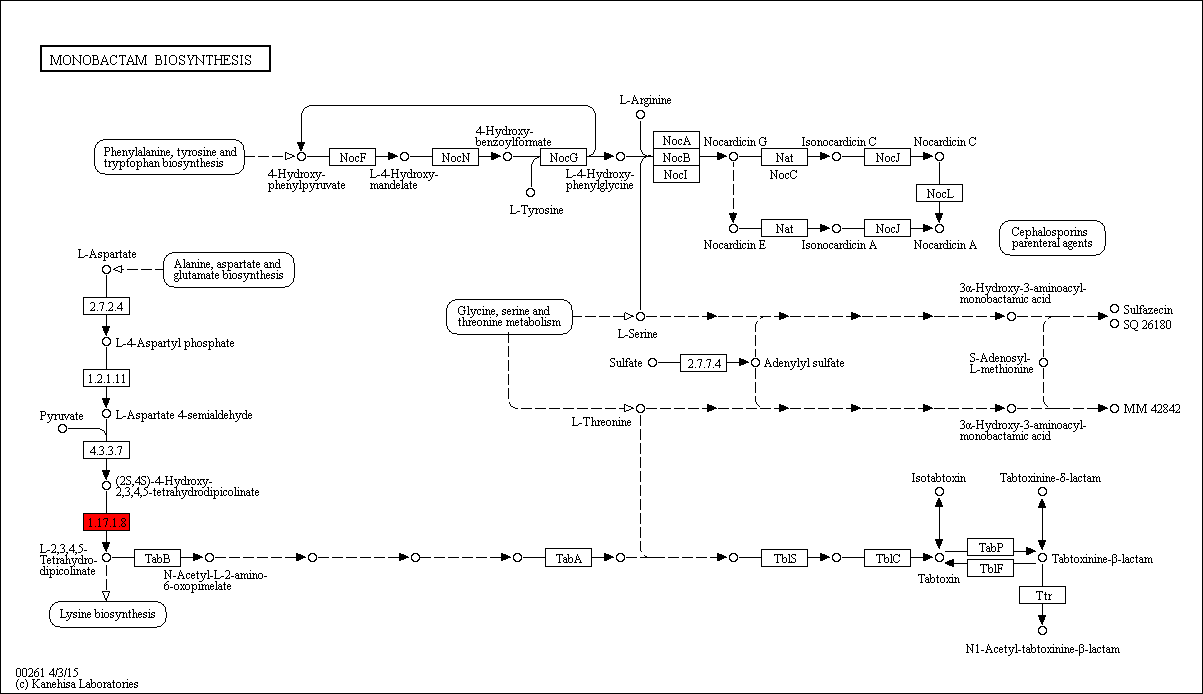 MONOBACTAM BIOSYNTHESIS
L-Arginine
Phenylalanine, tyrosine and
tryptophan biosynthesis
4-Hydroxy-
phenylpyruvate
NocF
L-4-Hydroxy-
mandelate
NocN
4-Hydroxy-
benzoylformate
NocG
L-Tyrosine
L-4-Hydroxy-
phenylglycine
NocA
NocB
NocI
Nocardicin G
Nat
NocC
Isonocardicin C
NocJ
Nocardicin C
NocL
Nocardicin E
Nat
Isonocardicin A
NocJ
Nocardicin A
Cephalosporins
parenteral agents
L-Aspartate
Alanine, aspartate and
glutamate biosynthesis
2.7.2.4
L-4-Aspartyl phosphate
1.2.1.11
Pyruvate
L-Aspartate 4-semialdehyde
4.3.3.7
(2S,4S)-4-Hydroxy-
2,3,4,5-tetrahydrodipicolinate
1.17.1.8
L-2,3,4,5-
Tetrahydro-
dipicolinate
Lysine biosynthesis
Glycine, serine and
threonine metabolism
L-Serine
3α-Hydroxy-3-aminoacyl-
monobactamic acid
Sulfazecin
SQ 26180
Sulfate
2.7.7.4
Adenylyl sulfate
S-Adenosyl-
L-methionine
L-Threonine
3α-Hydroxy-3-aminoacyl-
monobactamic acid
MM 42842
TabB
N-Acetyl-L-2-amino-
6-oxopimelate
TabA
TblS
TblC
Isotabtoxin
Tabtoxin
TabP
TblF
Tabtoxinine-δ-lactam
Tabtoxinine-β-lactam
Ttr
N1-Acetyl-tabtoxinine-β-lactam
00261 4/3/15
(c) Kanehisa Laboratories